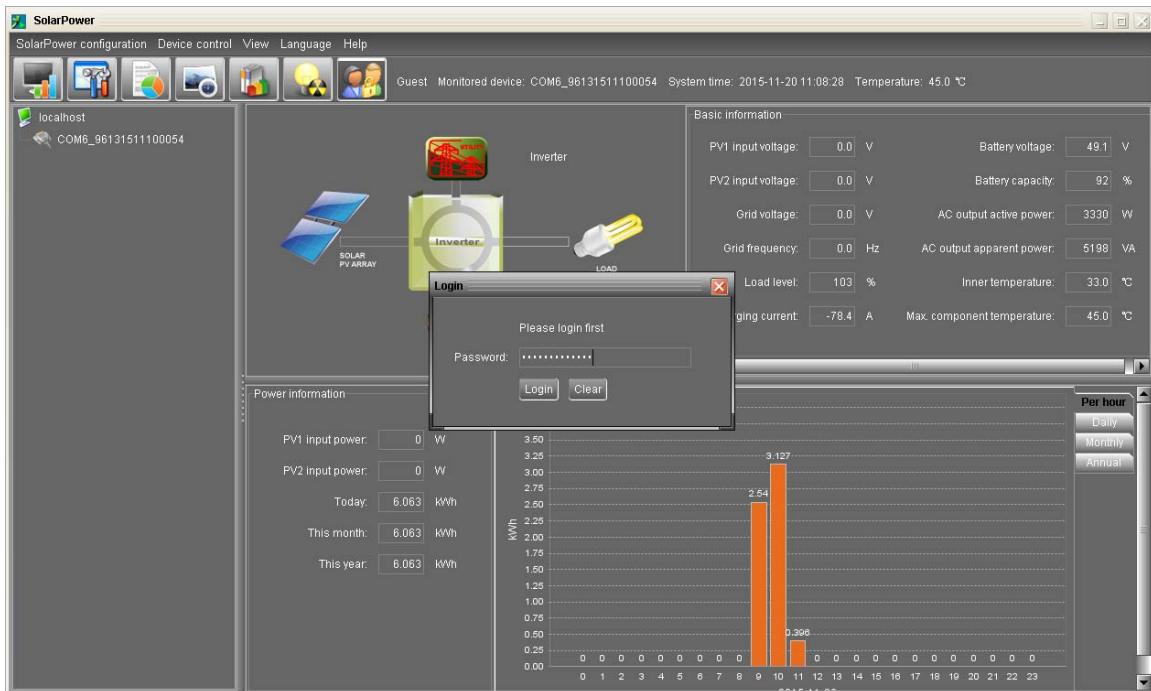 SolarPower
SolarPower configuration Device control View Language Help
Guest Monitored device: COM6_96131511100054 System time: 2015-11-20 11:08:28 Temperature: 45.0 ℃
localhost
COM6_96131511100054
UTILITY
Inverter
Inverter
SOLAR
PV ARRAY
LOAD
Basic information
PV1 input voltage: 0.0 V Battery voltage: 49.1 V
PV2 input voltage: 0.0 V Battery capacity: 92 %
Grid voltage: 0.0 V AC output active power: 3330 W
Grid frequency: 0.0 Hz AC output apparent power: 5198 VA
Load level: 103 % Inner temperature: 33.0 ℃
current: -78.4 A Max. component temperature: 45.0 ℃
Login
Please login first
Password:
Login Clear
Power information
PV1 input power: 0 W
PV2 input power: 0 W
Today: 6.063 kWh
This month: 6.063 kWh
This year: 6.063 kWh
Per hour
Daily
Monthly
Annual
kWh
3.50
3.25
3.00
2.75
2.50
2.25
2.00
1.75
1.50
1.25
1.00
0.75
0.50
0.25
0.00
3.127
2.54
0.396
0 0 0 0 0 0 0 0 0 0 0 0 0 0 0 0 0 0 0 0 0
0 1 2 3 4 5 6 7 8 9 10 11 12 13 14 15 16 17 18 19 20 21 22 23